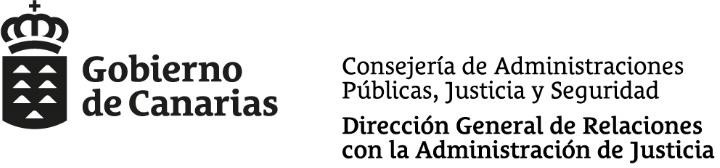 Gobierno
de Canarias
Consejería de Administraciones
Públicas, Justicia y Seguridad
Dirección General de Relaciones
con la Administración de Justicia